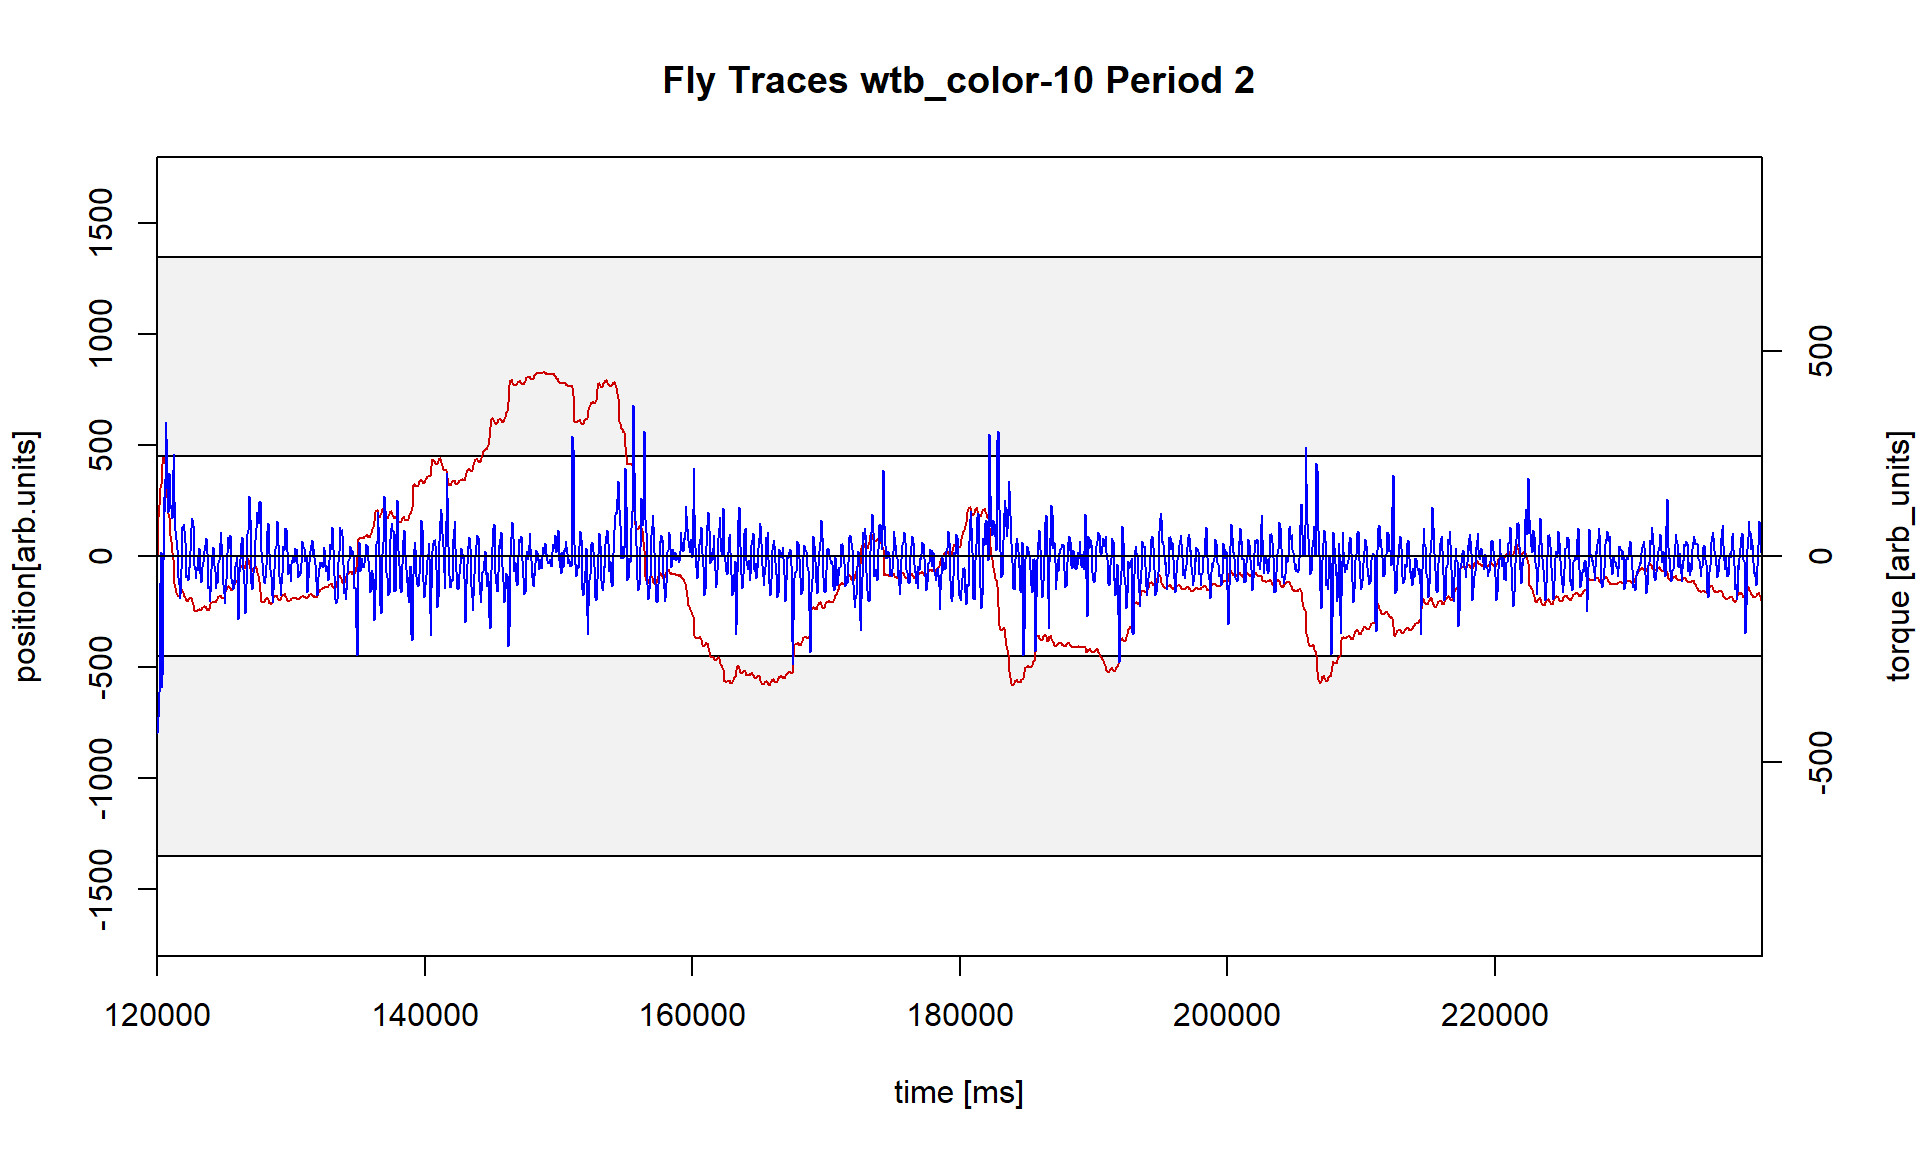 Fly Traces wtb_color-10 Period 2
position[arb.units]
1500
1000
500
0
-500
-1000
-1500
500
0
-500
torque [arb_units]
120000 140000 160000 180000 200000 220000
time [ms]